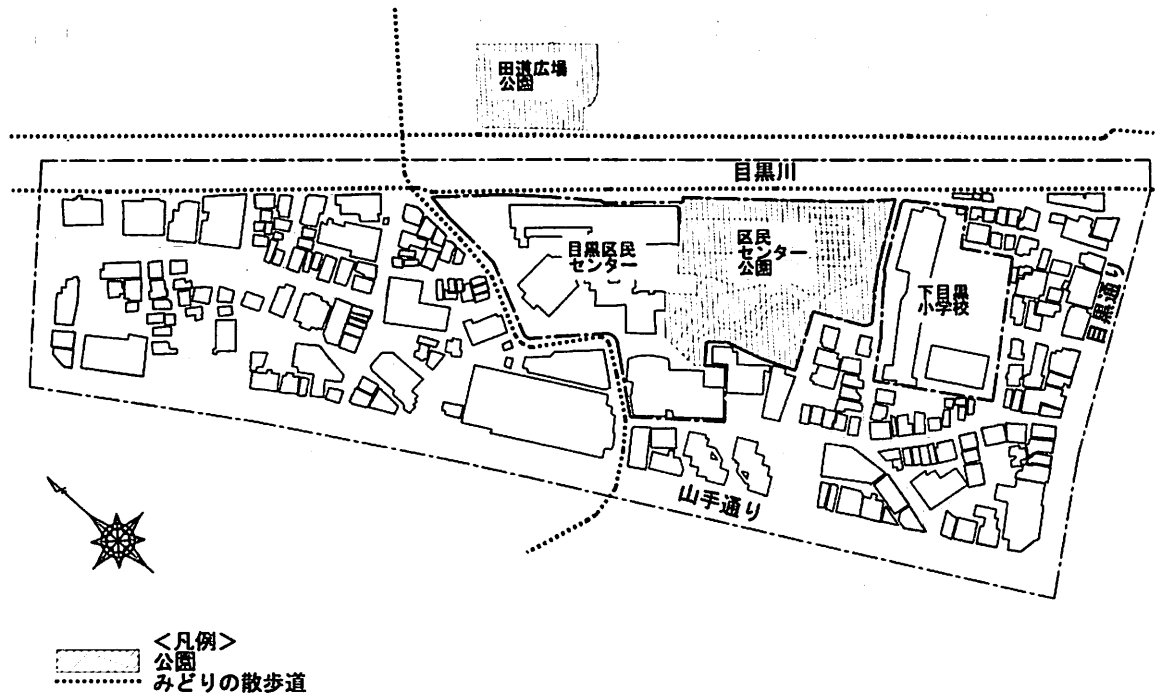 田道広場
公園
目黒川
目黒区民
センター
区民
センター
公園
下目黒
小学校
目黒通り
山手通り
<凡例>
公園
みどりの散歩道